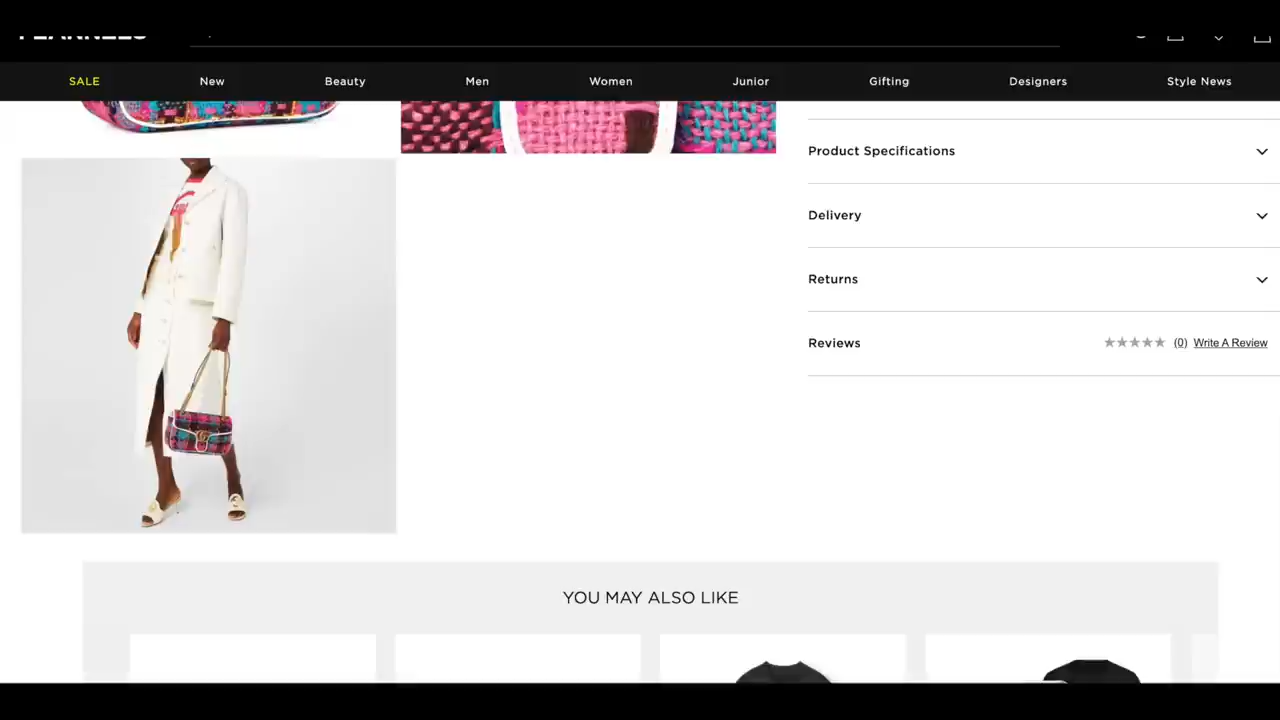 SALE New Beauty Men Women Junior Gifting Designers Style News
Product Specifications
Delivery
Returns
Reviews (0) Write A Review
YOU MAY ALSO LIKE